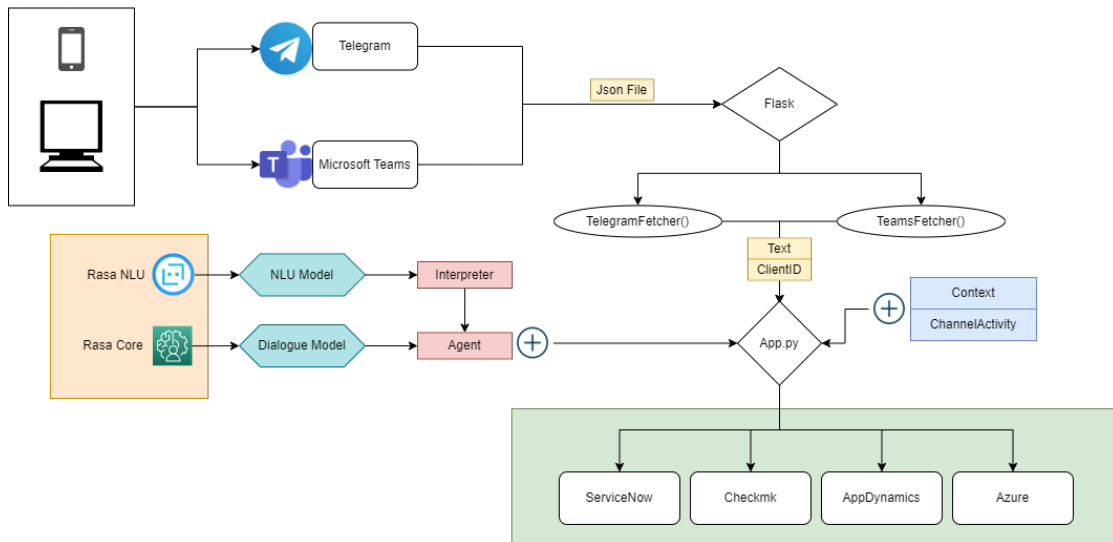 Telegram
Json File
Flask
T
Microsoft Teams
TelegramFetcher()
TeamsFetcher()
Text
ClientID
Rasa NLU
NLU Model
Interpreter
Context
ChannelActivity
Rasa Core
Dialogue Model
Agent
App.py
ServiceNow
Checkmk
AppDynamics
Azure